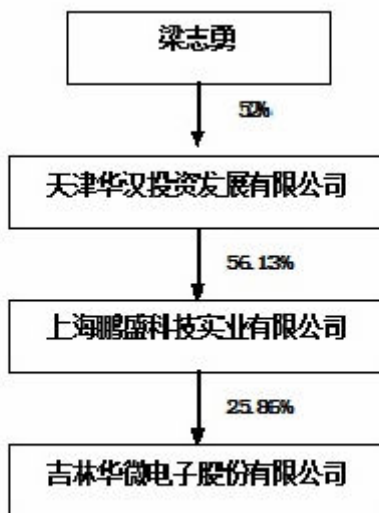 梁志勇
52%
天津华汉投资发展有限公司
56.13%
上海鹏盛科技实业有限公司
25.86%
吉林华微电子股份有限公司